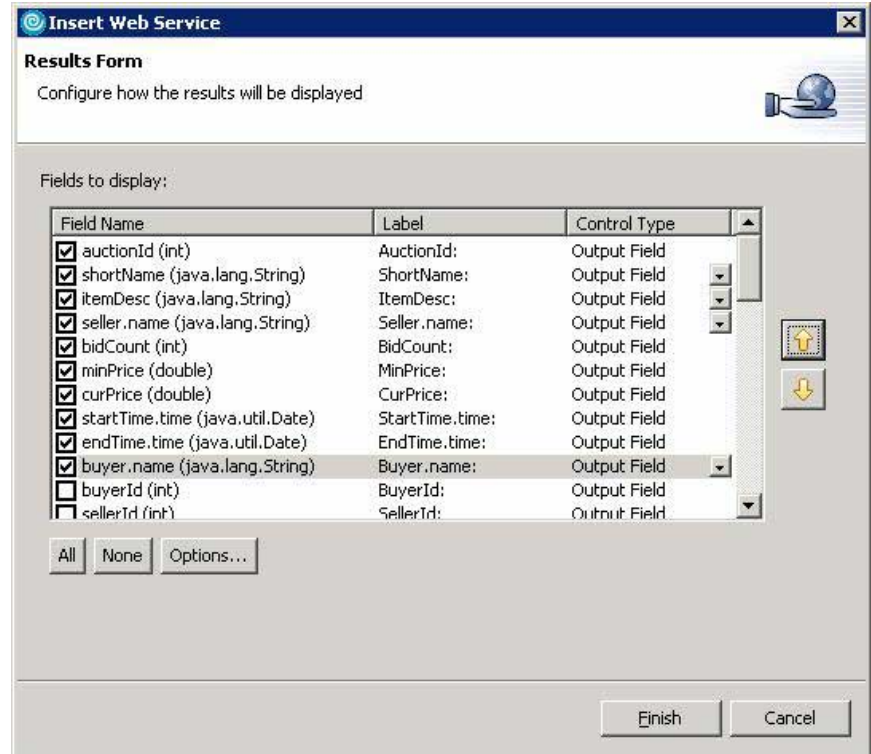 Insert Web Service
Results Form
Configure how the results will be displayed
Fields to display:
Field Name Label Control Type
auctionId (int) AuctionId: Output Field
shortName (java.lang.String) ShortName: Output Field
itemDesc (java.lang.String) ItemDesc: Output Field
seller.name (java.lang.String) Seller.name: Output Field
bidCount (int) BidCount: Output Field
minPrice (double) MinPrice: Output Field
curPrice (double) CurPrice: Output Field
startTime.time (java.util.Date) StartTime.time: Output Field
endTime.time (java.util.Date) EndTime.time: Output Field
buyer.name (java.lang.String) Buyer.name: Output Field
buyerId (int) BuyerId: Output Field
sellerId (int) SellerId: Output Field
All None Options...
Finish Cancel